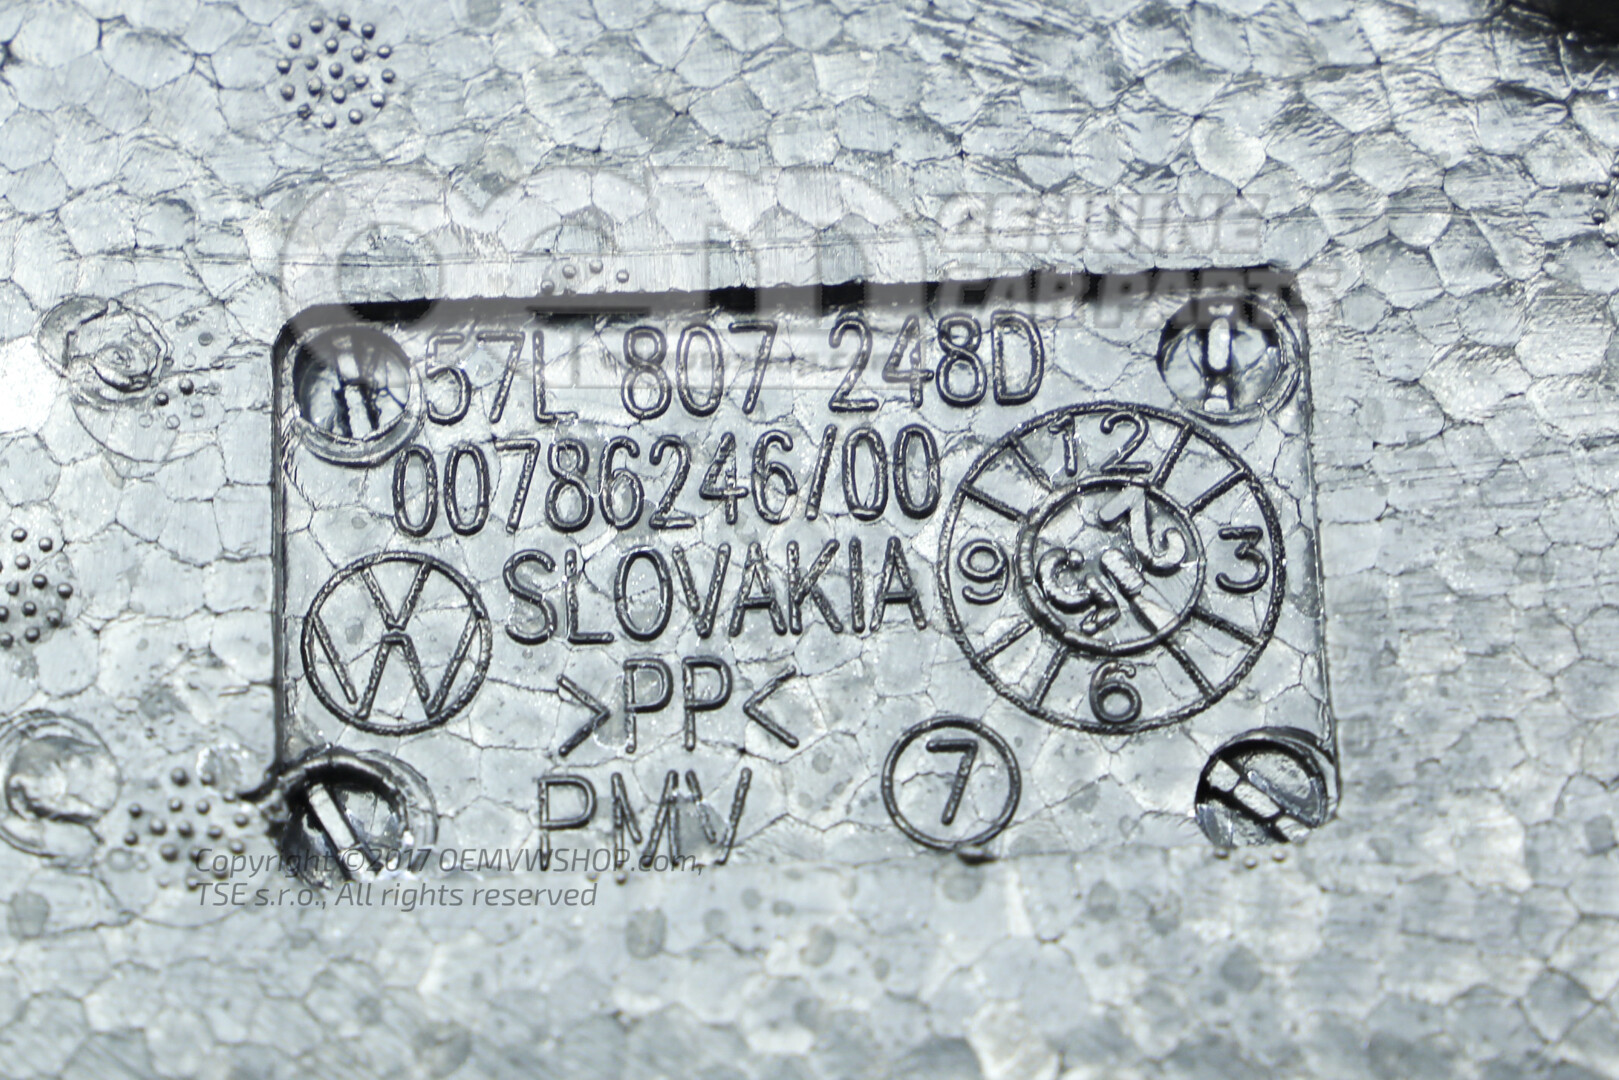 oem GENUINE
CAR PARTS
57L 807 248D
00786246/00
SLOVAKIA
>PP<
PMV
12
3
6
9
7
Copyright ©2017 OEMVWSHOP.com,
TSE s.r.o., All rights reserved